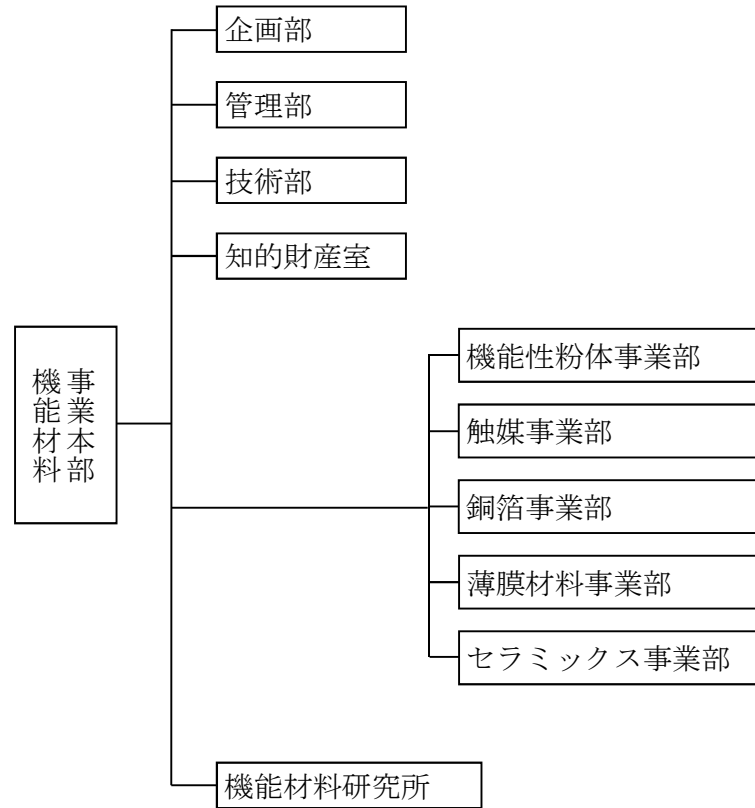 企画部
管理部
技術部
知的財産室
機能材料
事業本部
機能性粉体事業部
触媒事業部
銅箔事業部
薄膜材料事業部
セラミックス事業部
機能材料研究所